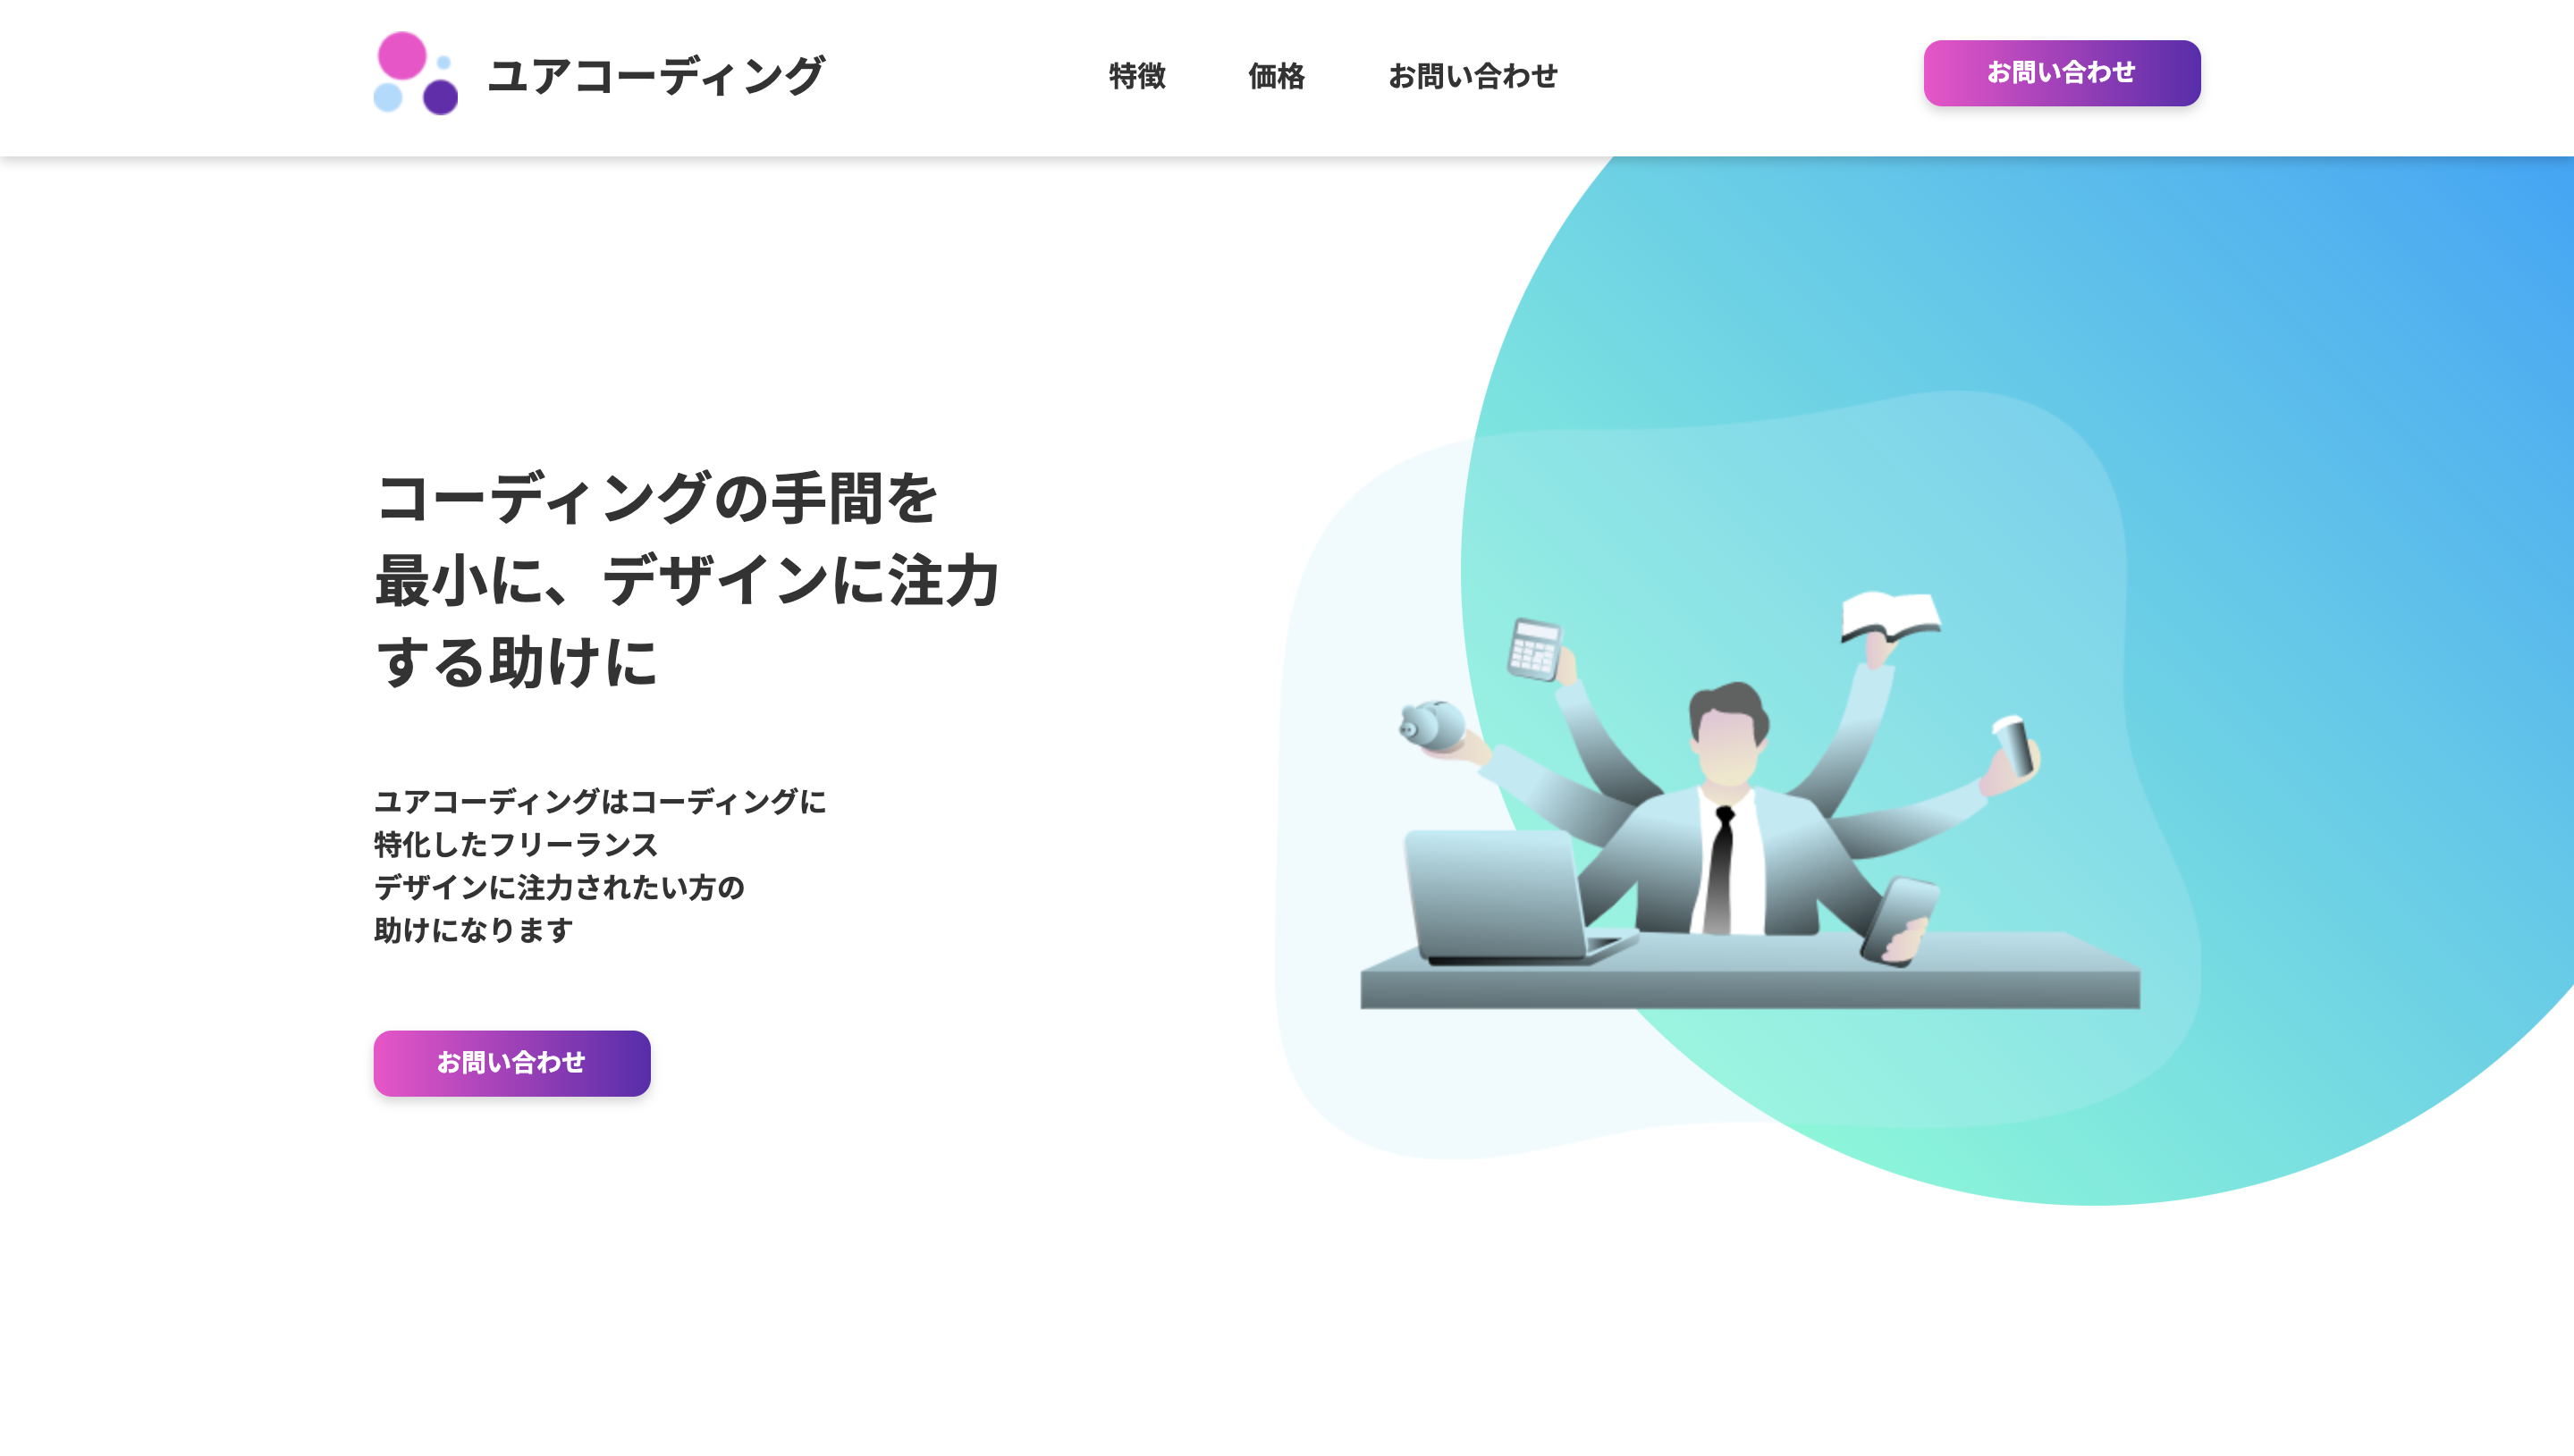 ユアコーディング
特徴
価格
お問い合わせ
お問い合わせ
コーディングの手間を
最小に、デザインに注力
する助けに
ユアコーディングはコーディングに
特化したフリーランス
デザインに注力されたい方の
助けになります
お問い合わせ